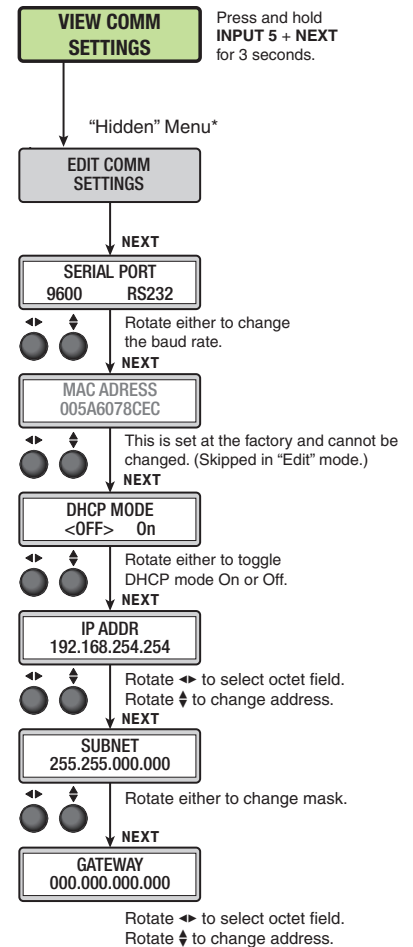 VIEW COMM
SETTINGS
Press and hold
INPUT 5 + NEXT
for 3 seconds.
“Hidden” Menu*
EDIT COMM
SETTINGS
NEXT
SERIAL PORT
9600 RS232
Rotate either to change
the baud rate.
NEXT
MAC ADRESS
005A6078CEC
This is set at the factory and cannot be
changed. (Skipped in “Edit” mode.)
NEXT
DHCP MODE
<OFF> On
Rotate either to toggle
DHCP mode On or Off.
NEXT
IP ADDR
192.168.254.254
Rotate ◂▸ to select octet field.
Rotate ▴▾ to change address.
NEXT
SUBNET
255.255.000.000
Rotate either to change mask.
NEXT
GATEWAY
000.000.000.000
Rotate ◂▸ to select octet field.
Rotate ▴▾ to change address.